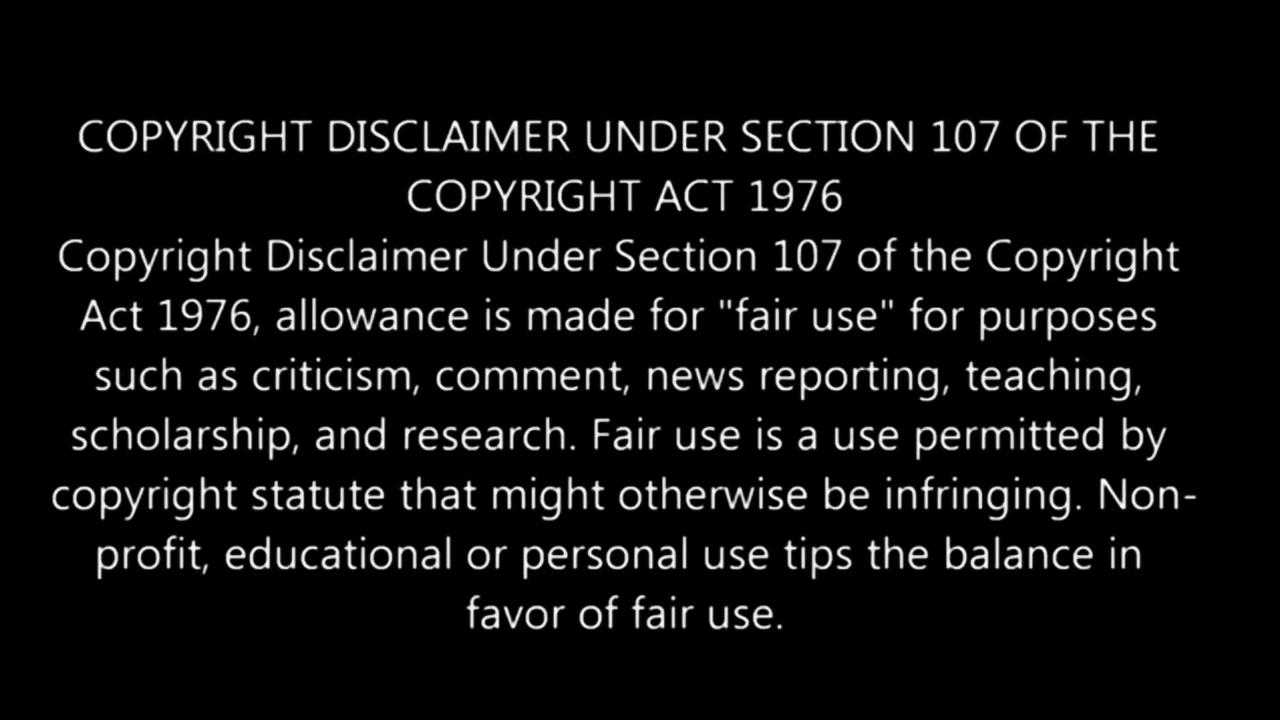 COPYRIGHT DISCLAIMER UNDER SECTION 107 OF THE
COPYRIGHT ACT 1976
Copyright Disclaimer Under Section 107 of the Copyright
Act 1976, allowance is made for "fair use" for purposes
such as criticism, comment, news reporting, teaching,
scholarship, and research. Fair use is a use permitted by
copyright statute that might otherwise be infringing. Non-
profit, educational or personal use tips the balance in
favor of fair use.